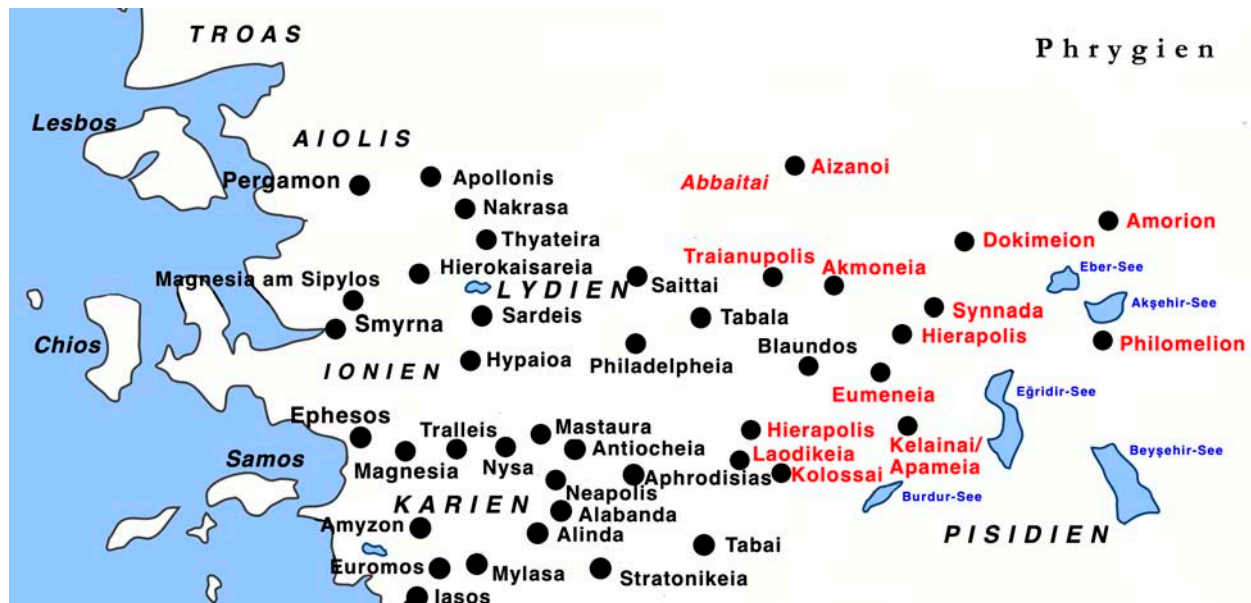 TROAS
Phrygien
Lesbos
AIOLIS
Pergamon
Apollonis
Abbaitai
Aizanoi
Nakrasa
Thyateira
Amorion
Dokimeion
Traianupolis
Akmoneia
Eber-See
Magnesia am Sipylos
Hierokaisareia
LYDIEN
Saittai
Akşehir-See
Smyrna
Sardeis
Tabala
Synnada
Hierapolis
Philomelion
Chios
IONIEN
Hypaioa
Philadelpheia
Blaundos
Eumeneia
Eğridir-See
Ephesos
Tralleis
Mastaura
Hierapolis
Kelainai/
Apameia
Samos
Magnesia
Nysa
Antiocheia
Laodikeia
Kolossai
Beyşehir-See
Aphrodisias
Neapolis
KARIEN
Alabanda
Burdur-See
Amyzon
Alinda
Tabai
PISIDIEN
Euromos
Mylasa
Stratonikeia
Iasos